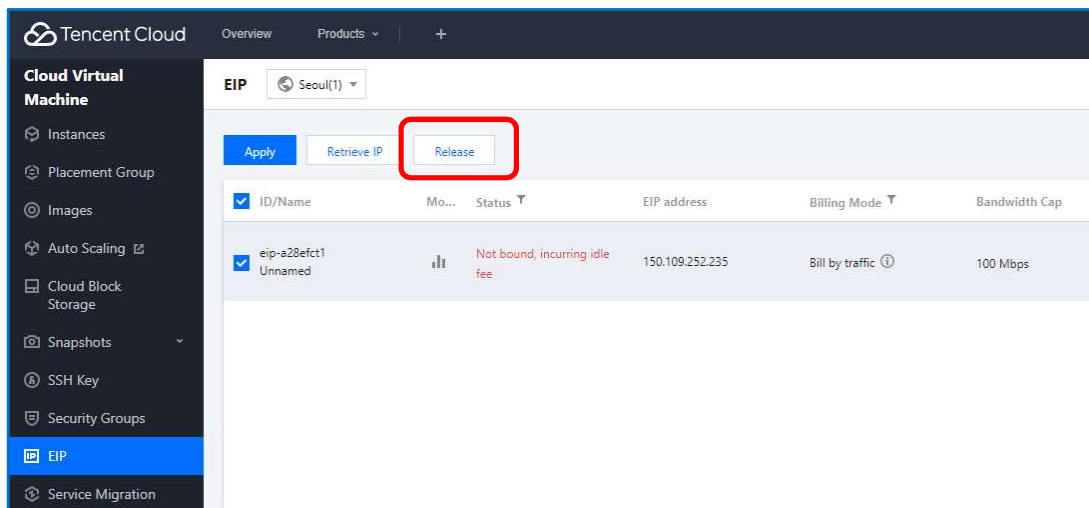 Tencent Cloud
Overview
Products
+
Cloud Virtual
Machine
EIP
Seoul(1)
Instances
Placement Group
Images
Auto Scaling
Cloud Block
Storage
Snapshots
SSH Key
Security Groups
EIP
Service Migration
Apply
Retrieve IP
Release
ID/Name
Mo...
Status
EIP address
Billing Mode
Bandwidth Cap
eip-a28efct1
Unnamed
Not bound, incurring idle
fee
150.109.252.235
Bill by traffic
100 Mbps